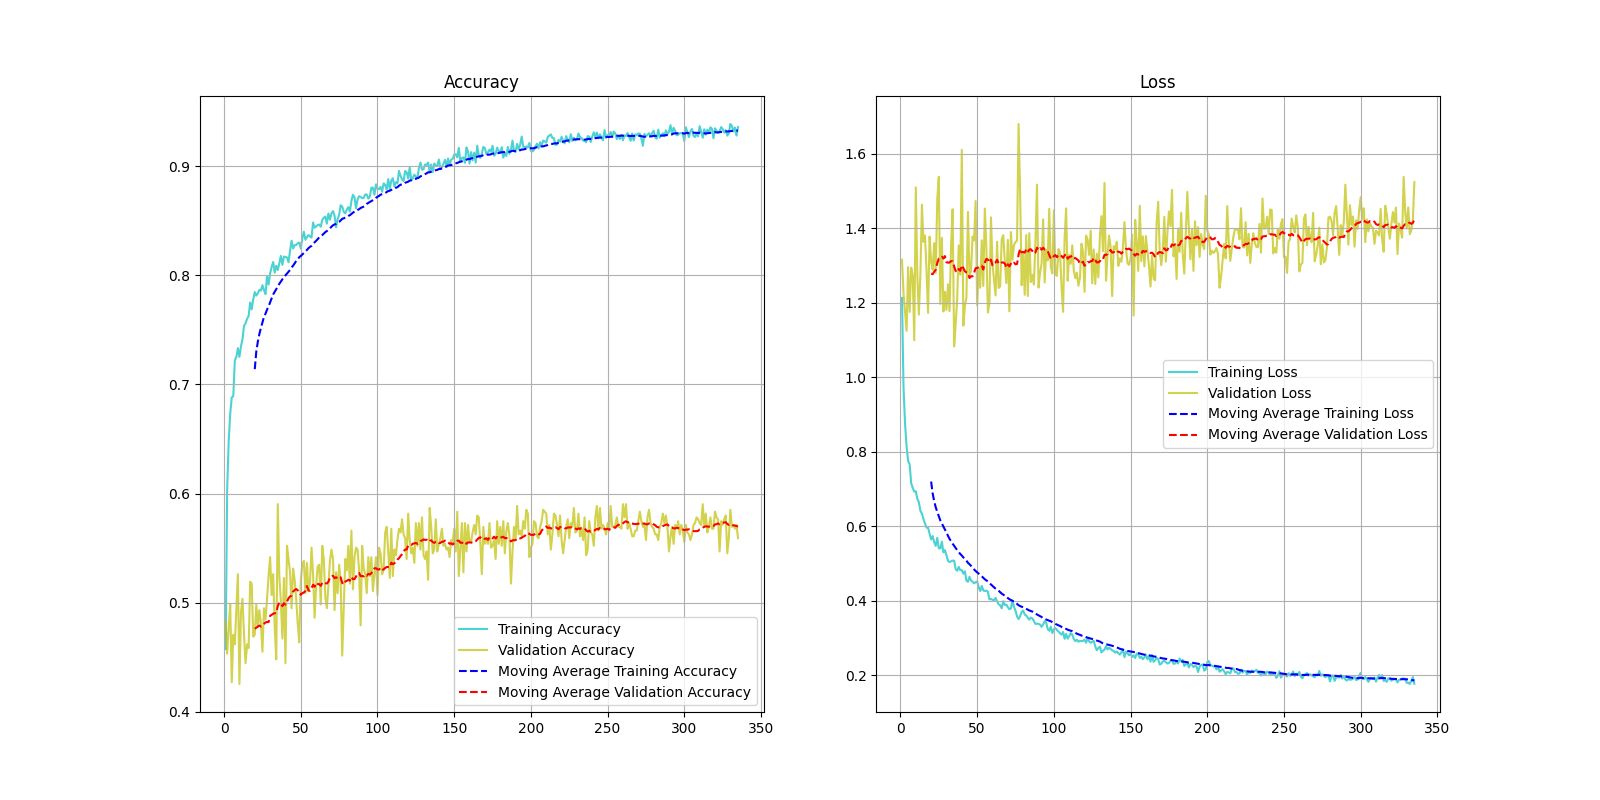 Accuracy
0.9
0.8
0.7
0.6
0.5
0.4
0 50 100 150 200 250 300 350
Training Accuracy
Validation Accuracy
Moving Average Training Accuracy
Moving Average Validation Accuracy
Loss
1.6
1.4
1.2
1.0
0.8
0.6
0.4
0.2
0 50 100 150 200 250 300 350
Training Loss
Validation Loss
Moving Average Training Loss
Moving Average Validation Loss